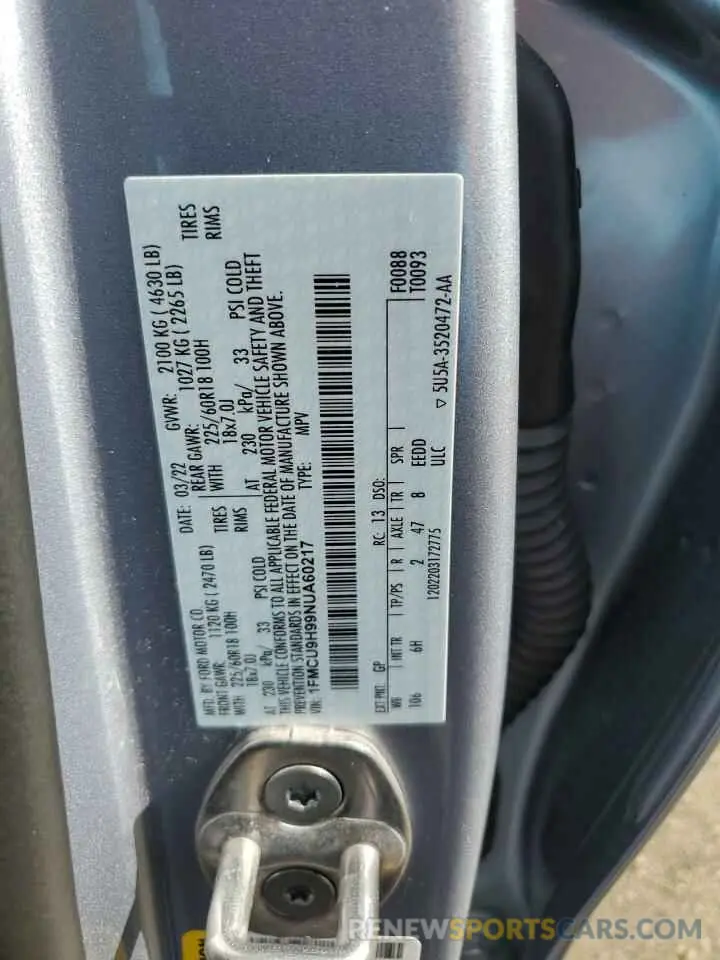 MFD. BY FORD MOTOR CO.
DATE: 03/22 GVWR: 2100 KG ( 4630 LB)
FRONT GAWR: 1120 KG ( 2470 LB) REAR GAWR: 1027 KG ( 2265 LB)
WITH 225/60R18 100H TIRES WITH 225/60R18 100H TIRES
18x7.0J RIMS 18x7.0J RIMS
AT 230 kPa/ 33 PSI COLD AT 230 kPa/ 33 PSI COLD
THIS VEHICLE CONFORMS TO ALL APPLICABLE FEDERAL MOTOR VEHICLE SAFETY AND THEFT
PREVENTION STANDARDS IN EFFECT ON THE DATE OF MANUFACTURE SHOWN ABOVE.
VIN: 1FMCU9H99NUA60217 TYPE: MPV
EXT PNT: GP RC: 13 DSO: F0088
WB INT TR TP/PS R AXLE TR SPR T0093
106 6H 2 47 8 EEDD
1202203172775 ULC ▽ 5U5A-3520472-AA
RENEWSPORTSCARS.COM